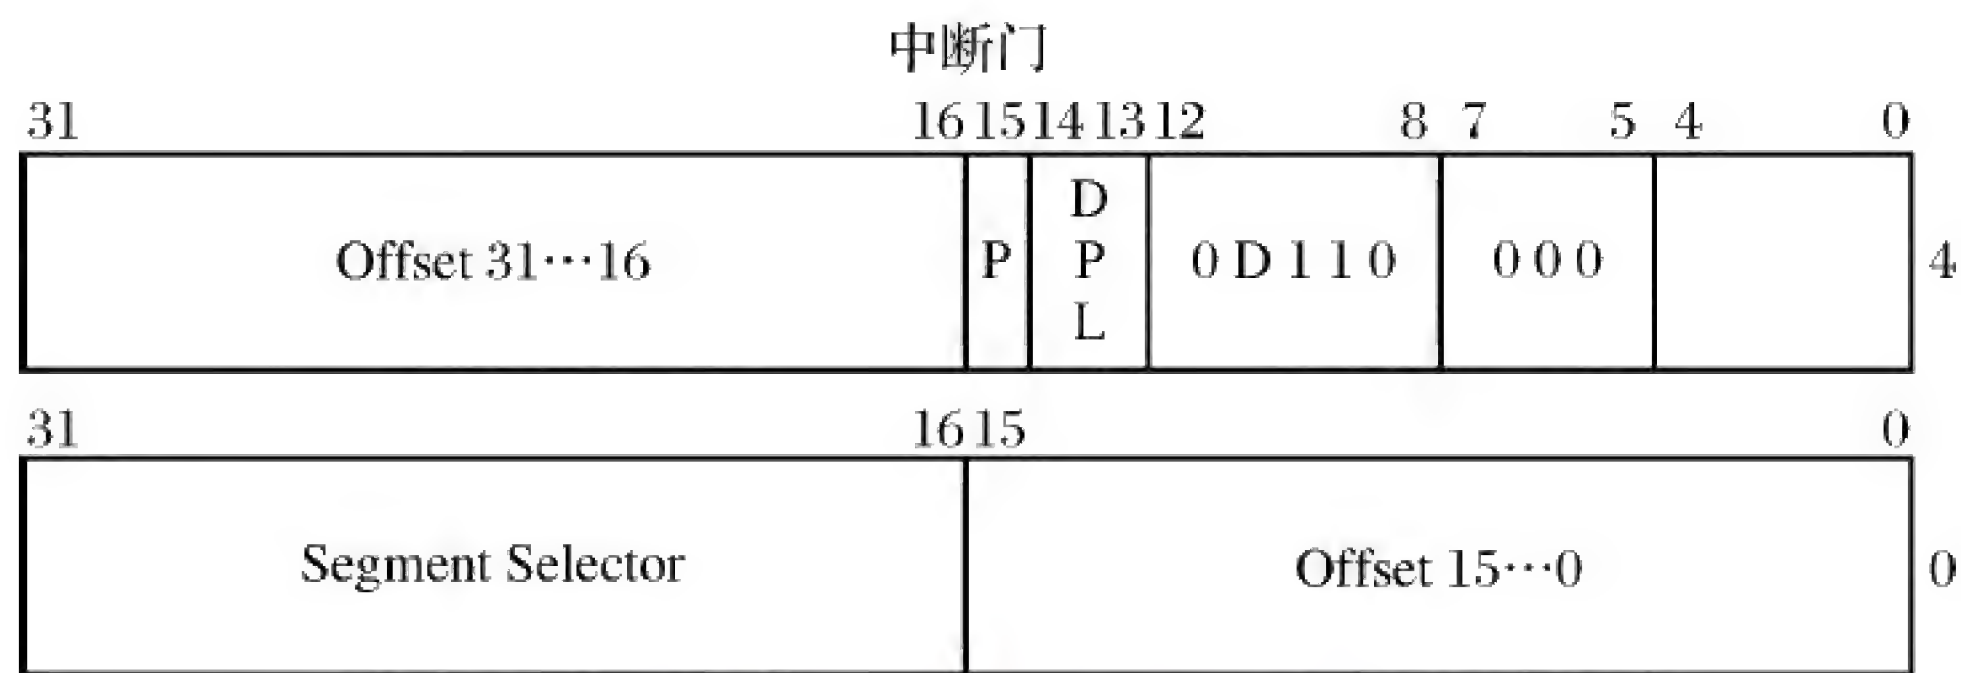 中断门
31 16 15 14 13 12 8 7 5 4 0
Offset 31…16 P DPL 0 D 1 1 0 0 0 0 4
31 16 15 0
Segment Selector Offset 15…0 0